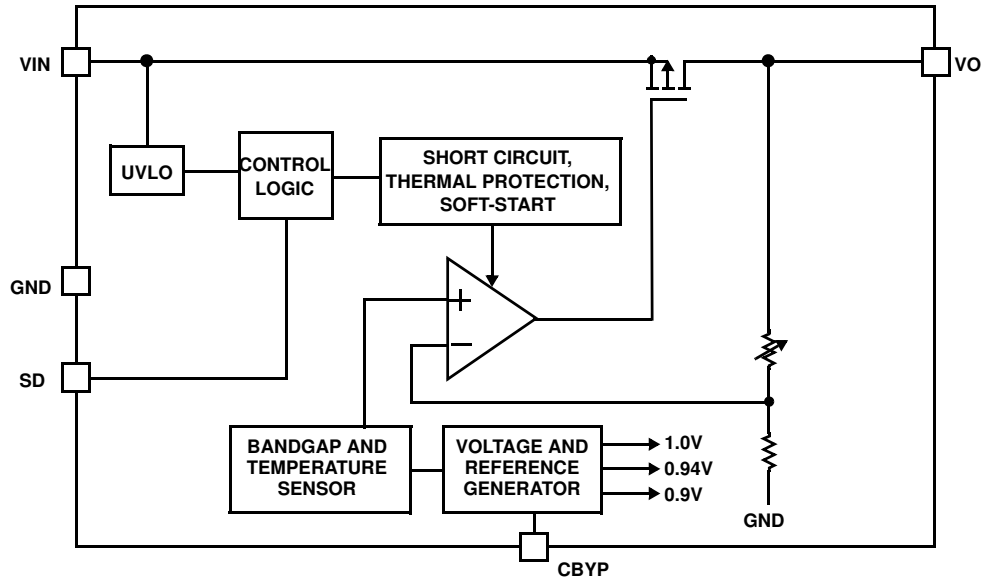 VIN
VO
UVLO
CONTROL
LOGIC
SHORT CIRCUIT,
THERMAL PROTECTION,
SOFT-START
GND
SD
+
−
BANDGAP AND
TEMPERATURE
SENSOR
VOLTAGE AND
REFERENCE
GENERATOR
1.0V
0.94V
0.9V
GND
CBYP